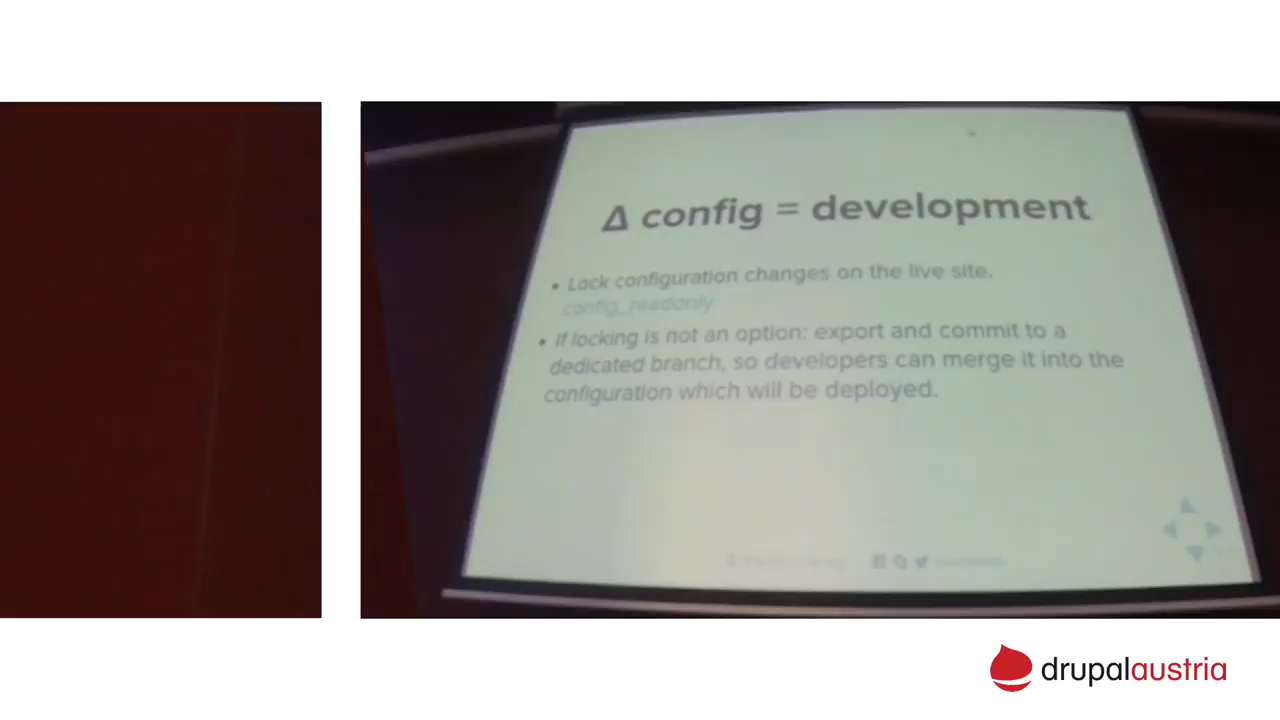 Δ config = development
• Lock configuration changes on the live site.
config_readonly
• If locking is not an option: export and commit to a
dedicated branch, so developers can merge it into the
configuration which will be deployed.
drupalaustria